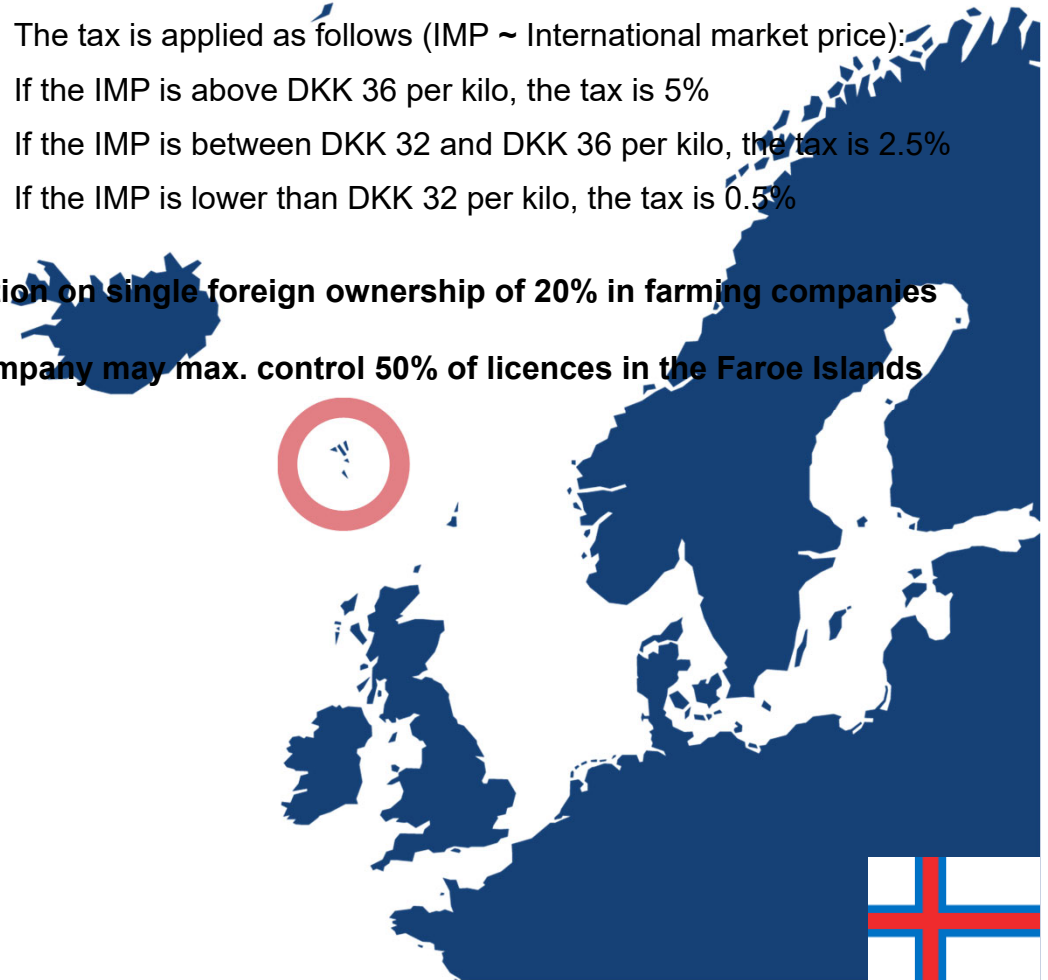 The tax is applied as follows (IMP ~ International market price):
If the IMP is above DKK 36 per kilo, the tax is 5%
If the IMP is between DKK 32 and DKK 36 per kilo, the tax is 2.5%
If the IMP is lower than DKK 32 per kilo, the tax is 0.5%
on single foreign ownership of 20% in farming companies
may max. control 50% of licences in the Faroe Islands